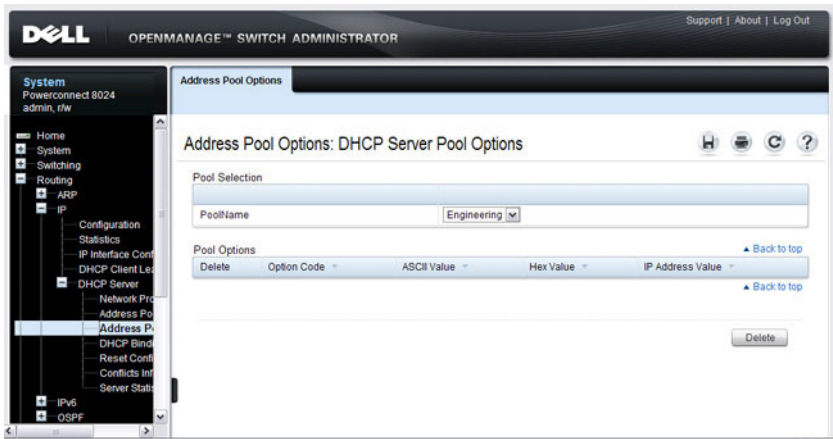 Support | About | Log Out
DELL OPENMANAGE™ SWITCH ADMINISTRATOR
System
Powerconnect 8024
admin, r/w
Home
System
Switching
Routing
ARP
IP
Configuration
Statistics
IP Interface Conf
DHCP Client Lea
DHCP Server
Network Pro
Address Po
Address P
DHCP Bindi
Reset Confi
Conflicts Inf
Server Statis
IPv6
OSPF
Address Pool Options
Address Pool Options: DHCP Server Pool Options
Pool Selection
PoolName Engineering
Pool Options Back to top
Delete Option Code ASCII Value Hex Value IP Address Value
Back to top
Delete